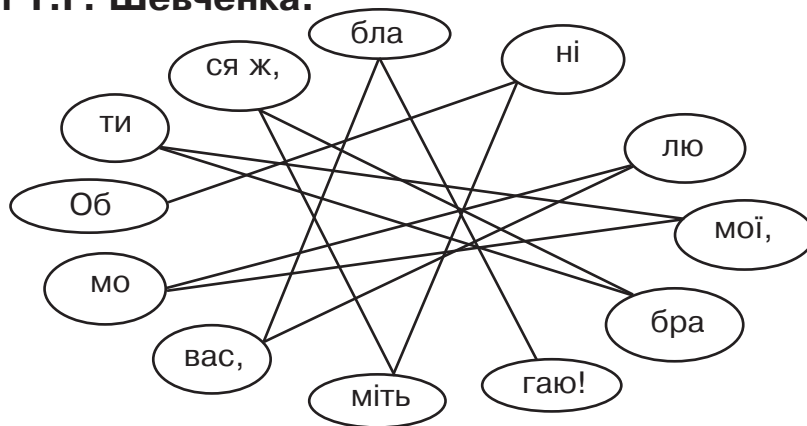 Т.Г. Шевченка.
бла
ні
ся ж,
ти
лю
Об
мої,
мо
бра
вас,
міть
гаю!